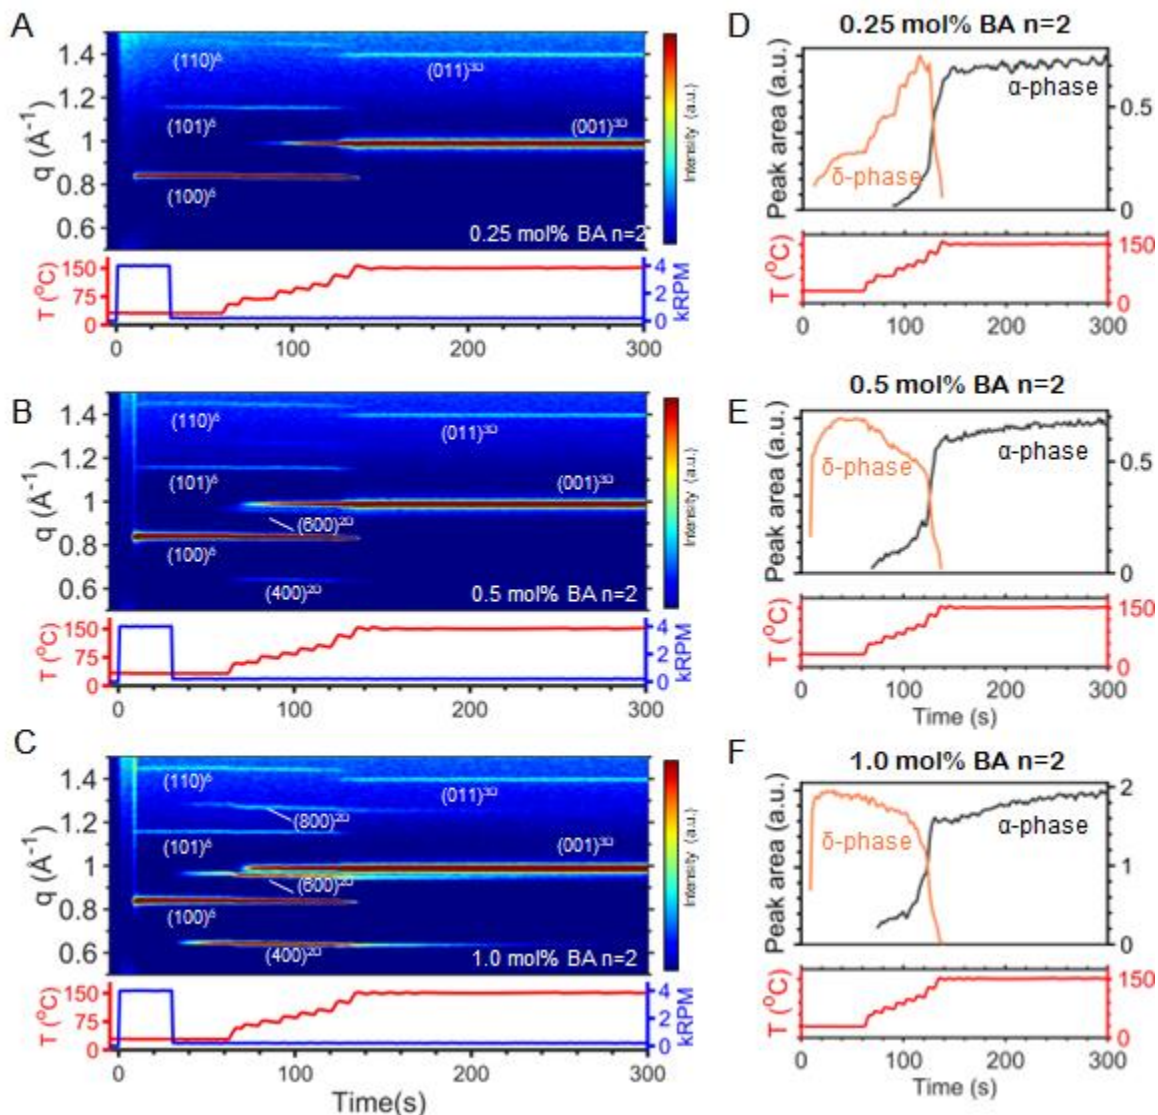 A
1.4
1.2
1
0.8
0.6
q (Å⁻¹)
(110)^δ
(011)^3D
(101)^δ
(001)^3D
(100)^δ
0.25 mol% BA n=2
Intensity (a.u.)
150
75
0
T (°C)
4
2
0
kRPM
0 100 200 300
B
1.4
1.2
1
0.8
0.6
q (Å⁻¹)
(110)^δ
(011)^3D
(101)^δ
(001)^3D
(600)^2D
(100)^δ
(400)^2D
0.5 mol% BA n=2
Intensity (a.u.)
150
75
0
T (°C)
4
2
0
kRPM
0 100 200 300
C
1.4
1.2
1
0.8
0.6
q (Å⁻¹)
(110)^δ
(011)^3D
(800)^2D
(101)^δ
(001)^3D
(600)^2D
(100)^δ
(400)^2D
1.0 mol% BA n=2
Intensity (a.u.)
150
75
0
T (°C)
4
2
0
kRPM
0 100 200 300
Time(s)
D
0.25 mol% BA n=2
Peak area (a.u.)
α-phase
δ-phase
0.5
0
T (°C)
150
0
0 100 200 300
E
0.5 mol% BA n=2
Peak area (a.u.)
δ-phase
α-phase
0.5
0
T (°C)
150
0
0 100 200 300
Time (s)
F
1.0 mol% BA n=2
Peak area (a.u.)
δ-phase
α-phase
2
1
0
T (°C)
150
0
0 100 200 300
Time (s)